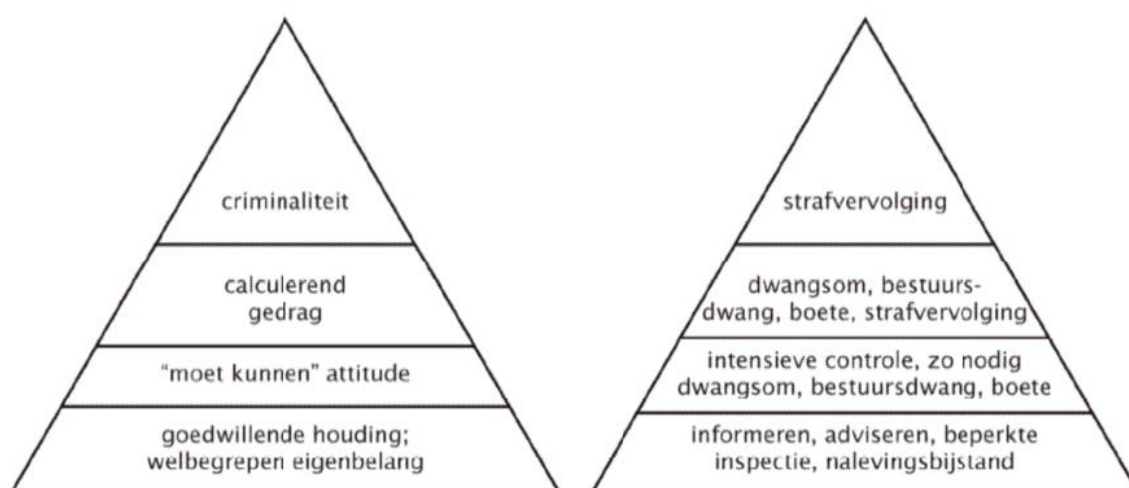 criminaliteit
calculerend
gedrag
“moet kunnen” attitude
goedwillende houding;
welbegrepen eigenbelang
strafvervolging
dwangsom, bestuurs-
dwang, boete, strafvervolging
intensieve controle, zo nodig
dwangsom, bestuursdwang, boete
informeren, adviseren, beperkte
inspectie, nalevingsbijstand